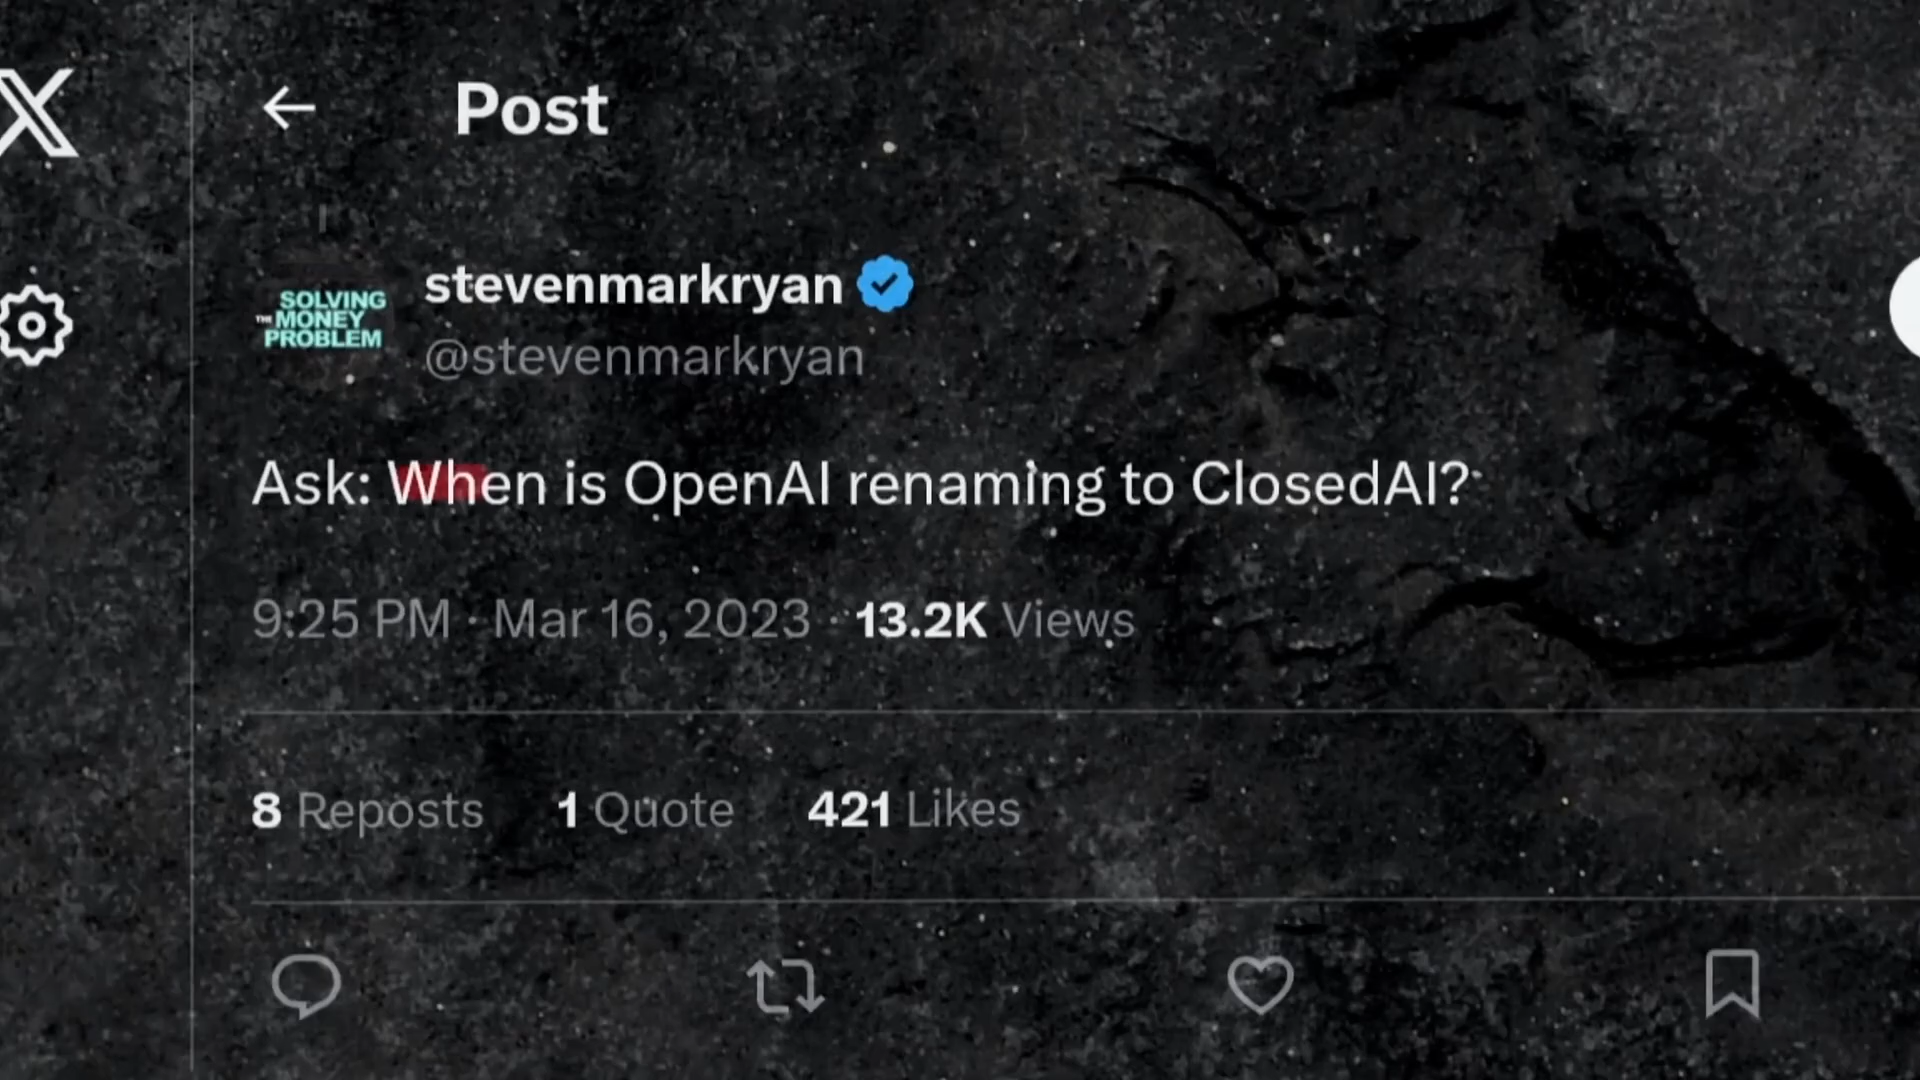 Post
SOLVING
THE MONEY
PROBLEM
stevenmarkryan
@stevenmarkryan
Ask: When is OpenAI renaming to ClosedAI?
9:25 PM · Mar 16, 2023 · 13.2K Views
8 Reposts 1 Quote 421 Likes